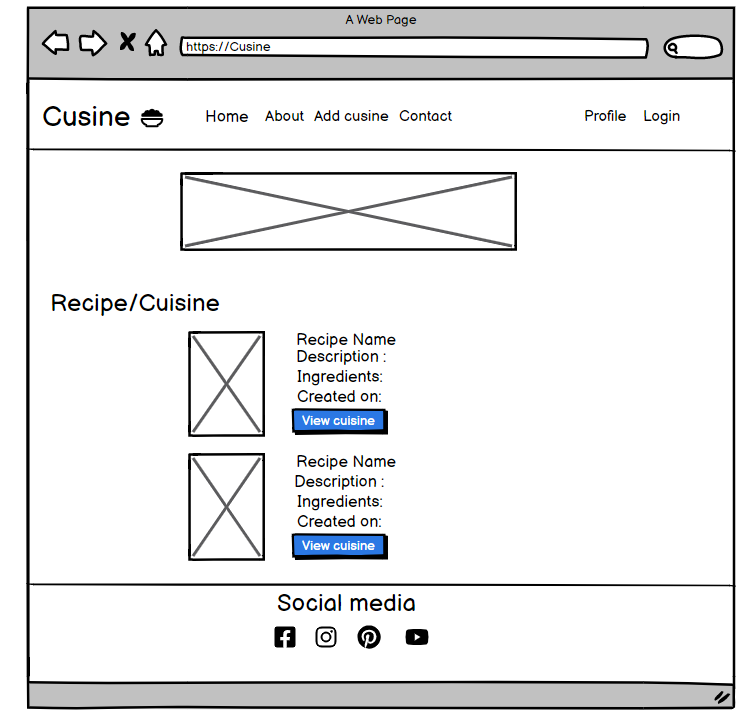 A Web Page
https://Cusine
Cusine Home About Add cusine Contact Profile Login
Recipe/Cuisine
Recipe Name
Description :
Ingredients:
Created on:
View cuisine
Recipe Name
Description :
Ingredients:
Created on:
View cuisine
Social media